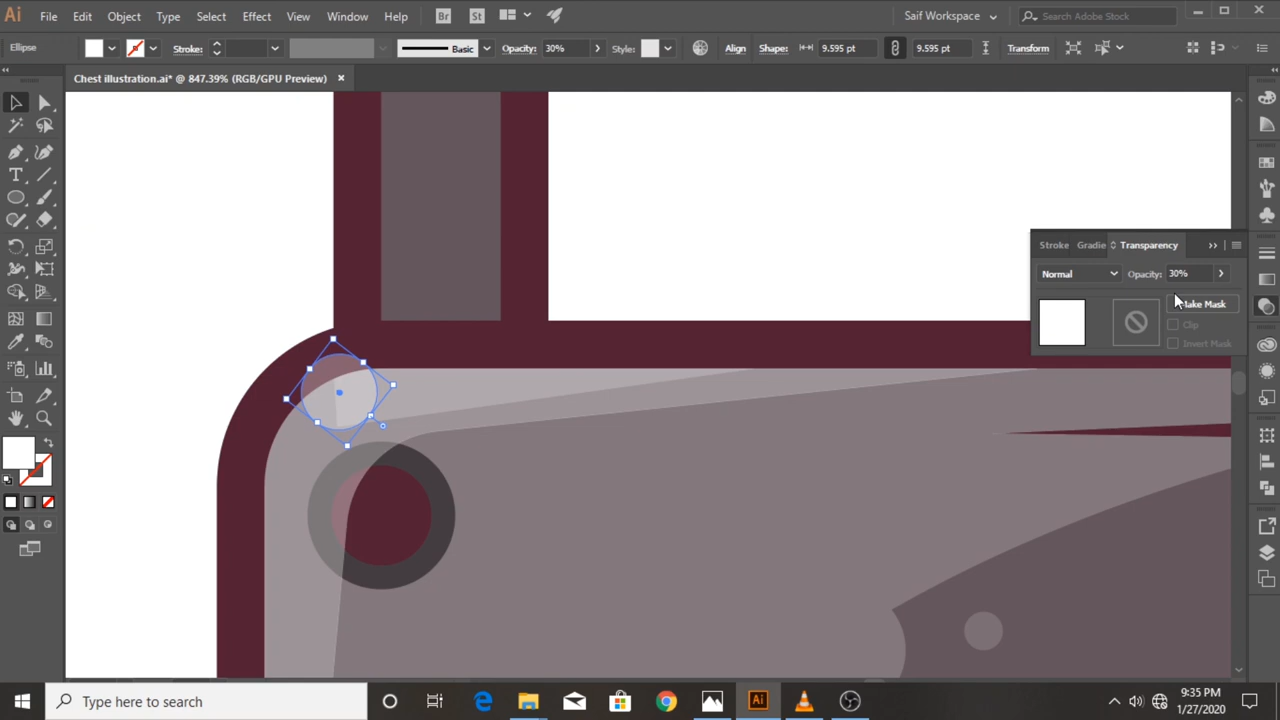 Ai File Edit Object Type Select Effect View Window Help Br St Saif Workspace Search Adobe Stock
Ellipse Stroke: Basic Opacity: 30% Style: Align Shape: 9.595 pt 9.595 pt Transform
Chest illustration.ai* @ 847.39% (RGB/GPU Preview)
Stroke Gradie Transparency
Normal Opacity: 30%
Make Mask
Clip
Invert Mask
Type here to search
Ai
9:35 PM
1/27/2020